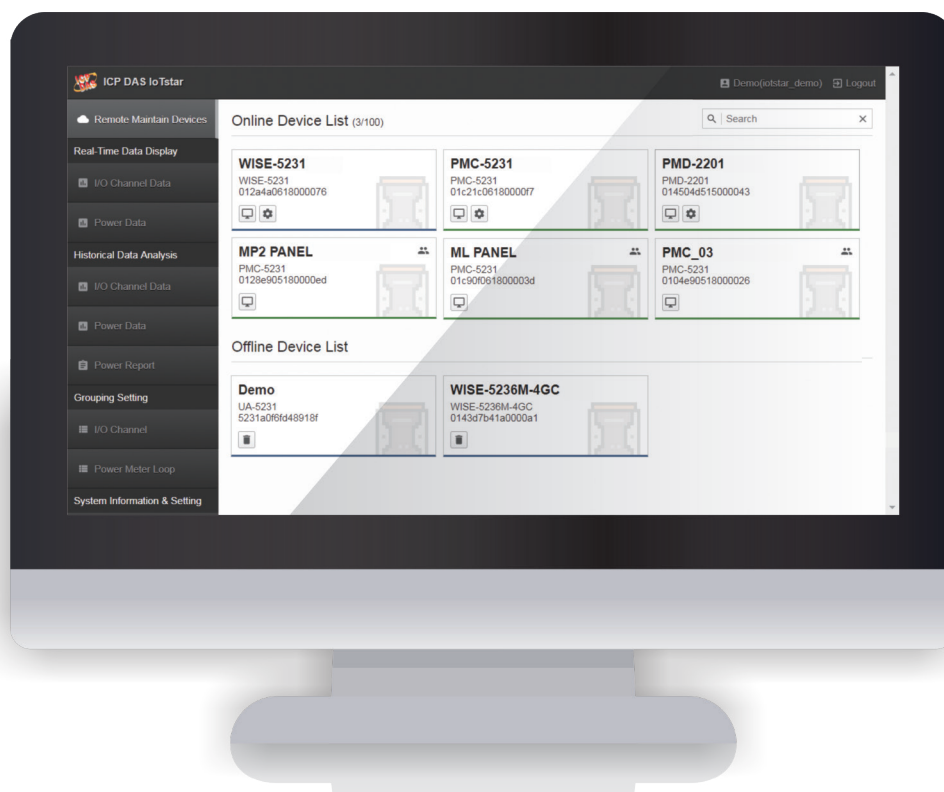 ICP DAS IoTstar
Demo(iotstar_demo) Logout
Remote Maintain Devices
Real-Time Data Display
I/O Channel Data
Power Data
Historical Data Analysis
I/O Channel Data
Power Data
Power Report
Grouping Setting
I/O Channel
Power Meter Loop
System Information & Setting
Online Device List (3/100)
Search
WISE-5231
WISE-5231
012a4a0618000076
PMC-5231
PMC-5231
01c21c06180000f7
PMD-2201
PMD-2201
014504d515000043
MP2 PANEL
PMC-5231
0128e905180000ed
ML PANEL
PMC-5231
01c90f061800003d
PMC_03
PMC-5231
0104e90518000026
Offline Device List
Demo
UA-5231
5231a0f6fd48918f
WISE-5236M-4GC
WISE-5236M-4GC
0143d7b41a0000a1